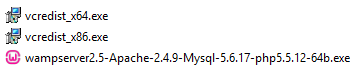 vcredist_x64.exe
vcredist_x86.exe
wampserver2.5-Apache-2.4.9-Mysql-5.6.17-php5.5.12-64b.exe